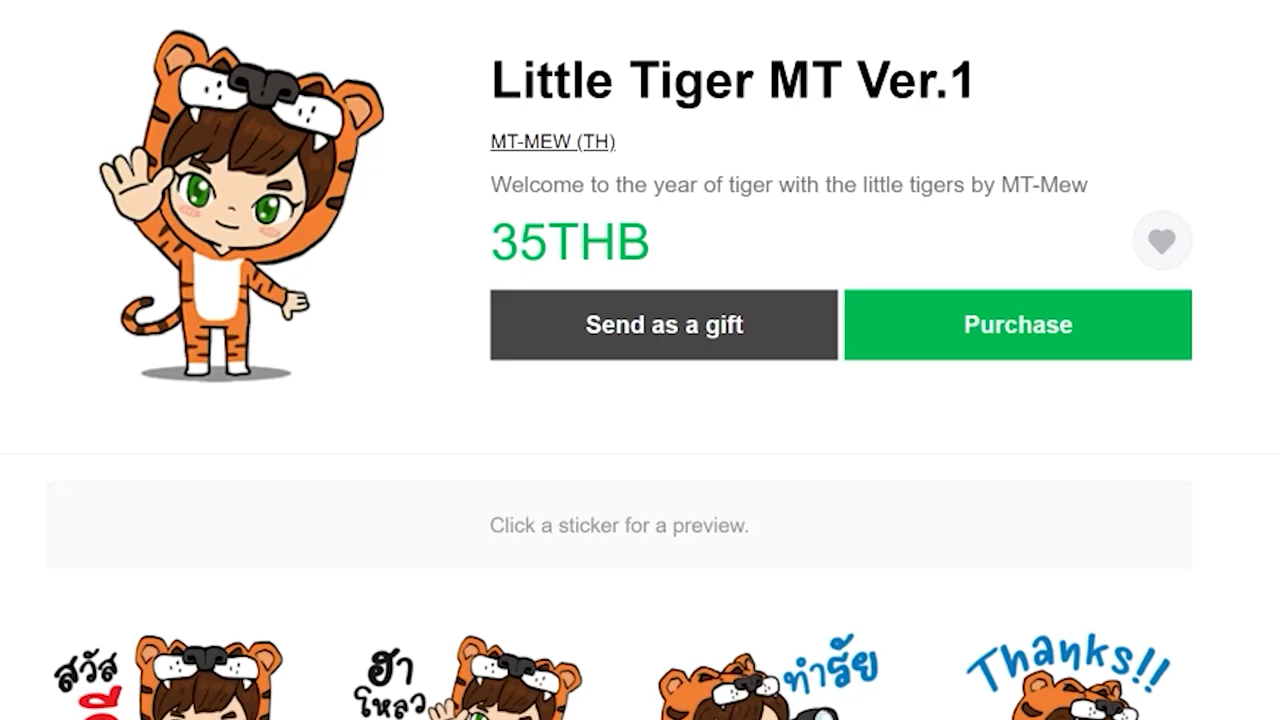 Little Tiger MT Ver.1
MT-MEW (TH)
Welcome to the year of tiger with the little tigers by MT-Mew
35THB
Send as a gift
Purchase
Click a sticker for a preview.
สวัส
ฮา
โหลว
ทำรัย
Thanks!!